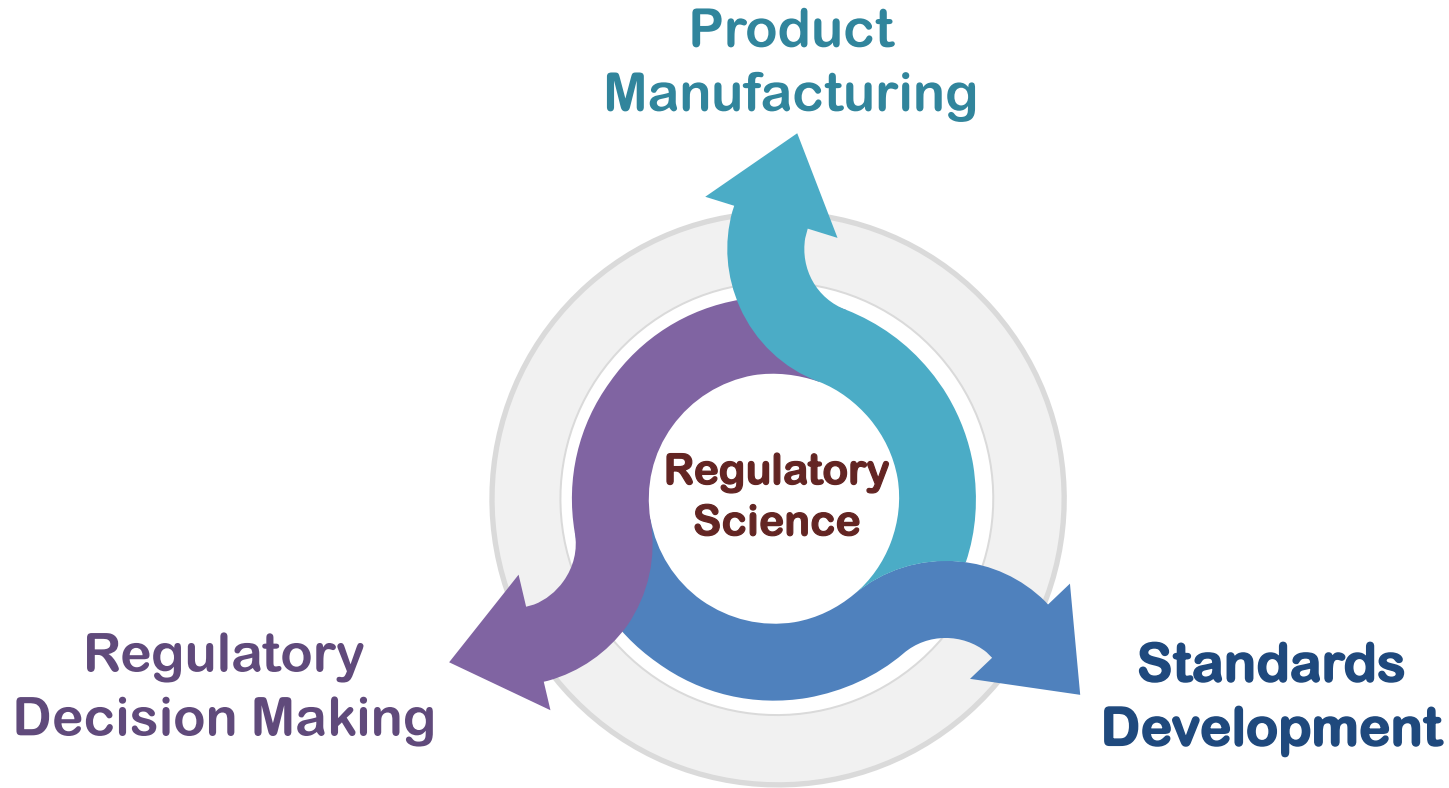 Product
Manufacturing
Regulatory
Science
Regulatory
Decision Making
Standards
Development